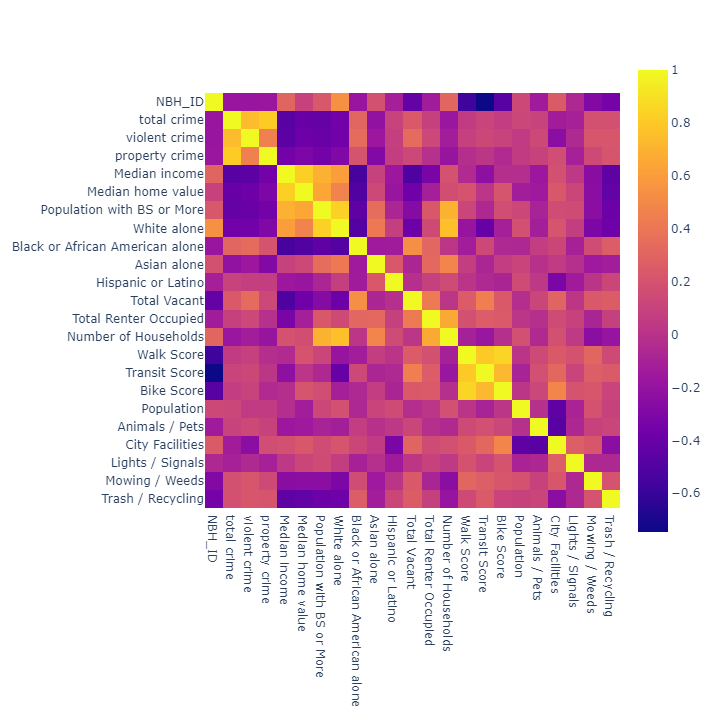 NBH_ID
total crime
violent crime
property crime
Median income
Median home value
Population with BS or More
White alone
Black or African American alone
Asian alone
Hispanic or Latino
Total Vacant
Total Renter Occupied
Number of Households
Walk Score
Transit Score
Bike Score
Population
Animals / Pets
City Facilities
Lights / Signals
Mowing / Weeds
Trash / Recycling
NBH_ID
total crime
violent crime
property crime
Median income
Median home value
Population with BS or More
White alone
Black or African American alone
Asian alone
Hispanic or Latino
Total Vacant
Total Renter Occupied
Number of Households
Walk Score
Transit Score
Bike Score
Population
Animals / Pets
City Facilities
Lights / Signals
Mowing / Weeds
Trash / Recycling
1
0.8
0.6
0.4
0.2
0
−0.2
−0.4
−0.6